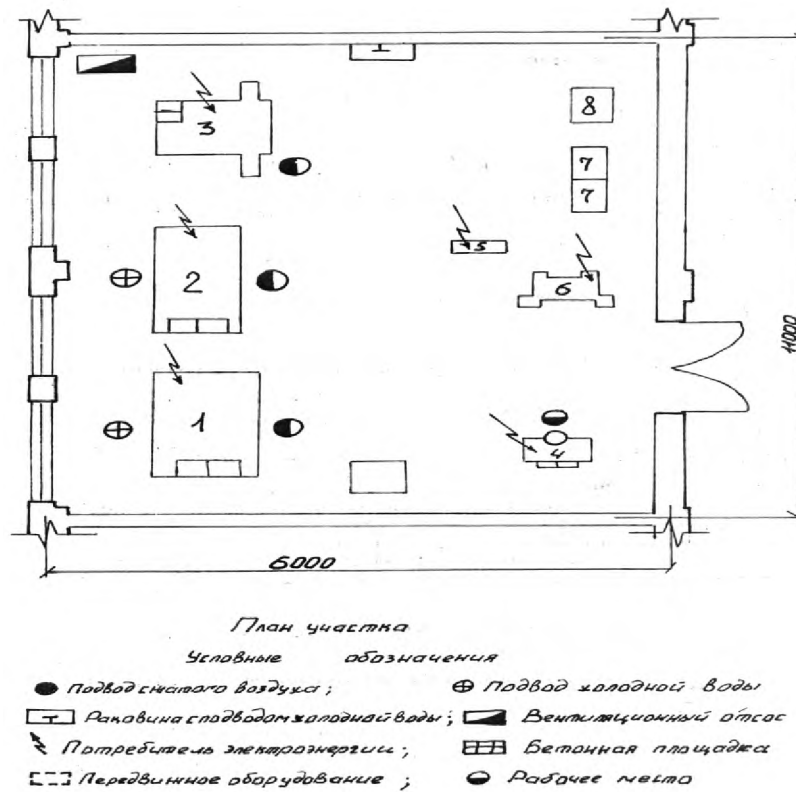 3
8
7
7
2
5
6
1
4
11000
6000
План участка
Условные обозначения
Подвод сжатого воздуха;
Подвод холодной воды
Раковина с подводом холодной воды;
Вентиляционный отсос
Потребитель электроэнергии;
Бетонная площадка
Передвижное оборудование;
Рабочее место